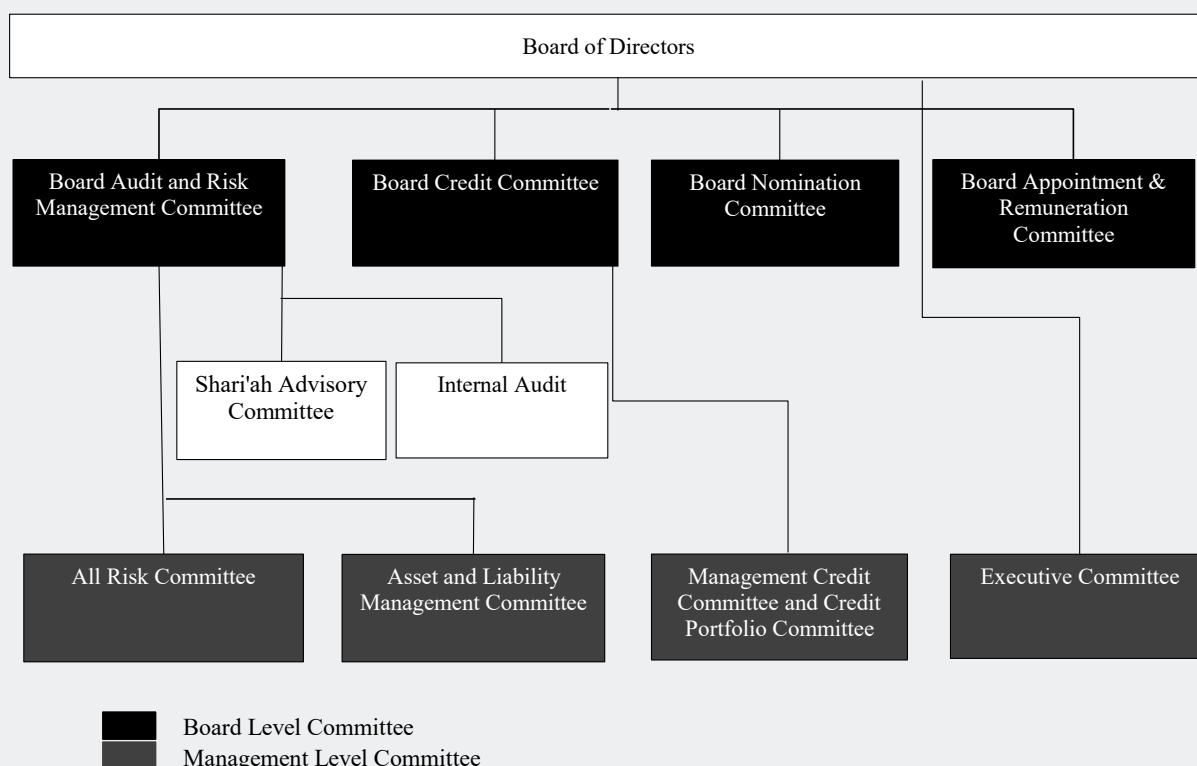 Board of Directors
Board Audit and Risk
Management Committee
Board Credit Committee
Board Nomination
Committee
Board Appointment &
Remuneration
Committee
Shari'ah Advisory
Committee
Internal Audit
All Risk Committee
Asset and Liability
Management Committee
Management Credit
Committee and Credit
Portfolio Committee
Executive Committee
Board Level Committee
Management Level Committee